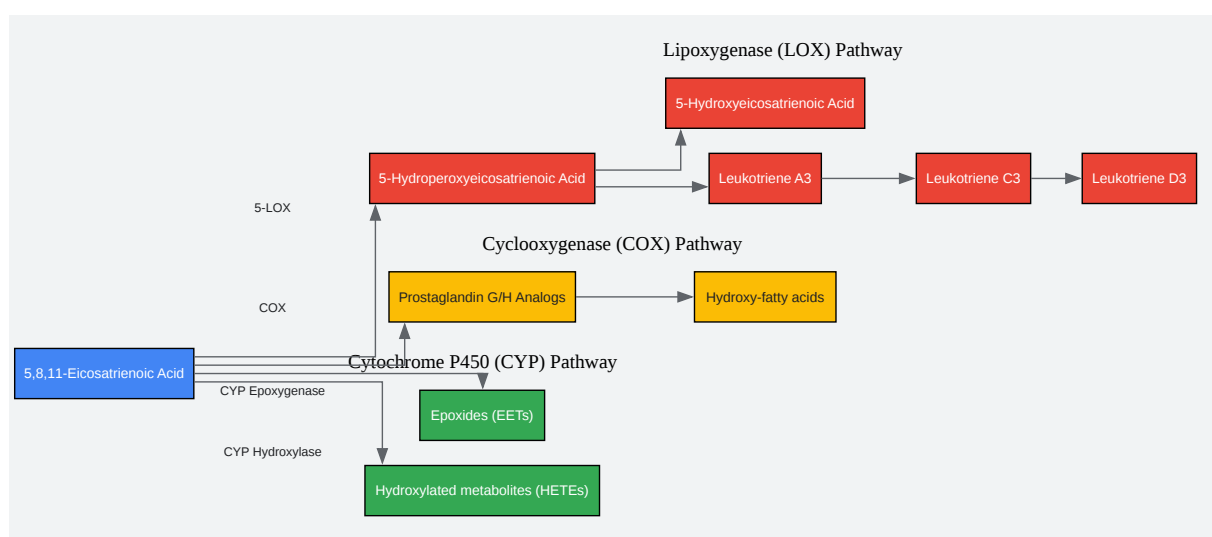 Lipoxygenase (LOX) Pathway
5-Hydroxyeicosatrienoic Acid
5-Hydroperoxyeicosatrienoic Acid
Leukotriene A3
Leukotriene C3
Leukotriene D3
5-LOX
Cyclooxygenase (COX) Pathway
Prostaglandin G/H Analogs
Hydroxy-fatty acids
COX
Cytochrome P450 (CYP) Pathway
5,8,11-Eicosatrienoic Acid
CYP Epoxygenase
Epoxides (EETs)
CYP Hydroxylase
Hydroxylated metabolites (HETEs)